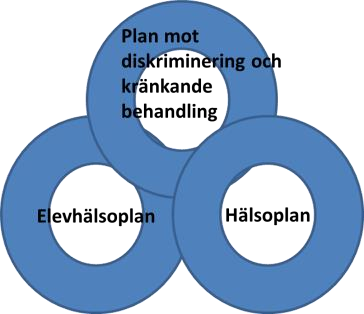 Plan mot
diskriminering och
kränkande
behandling
Elevhälsoplan
Hälsoplan